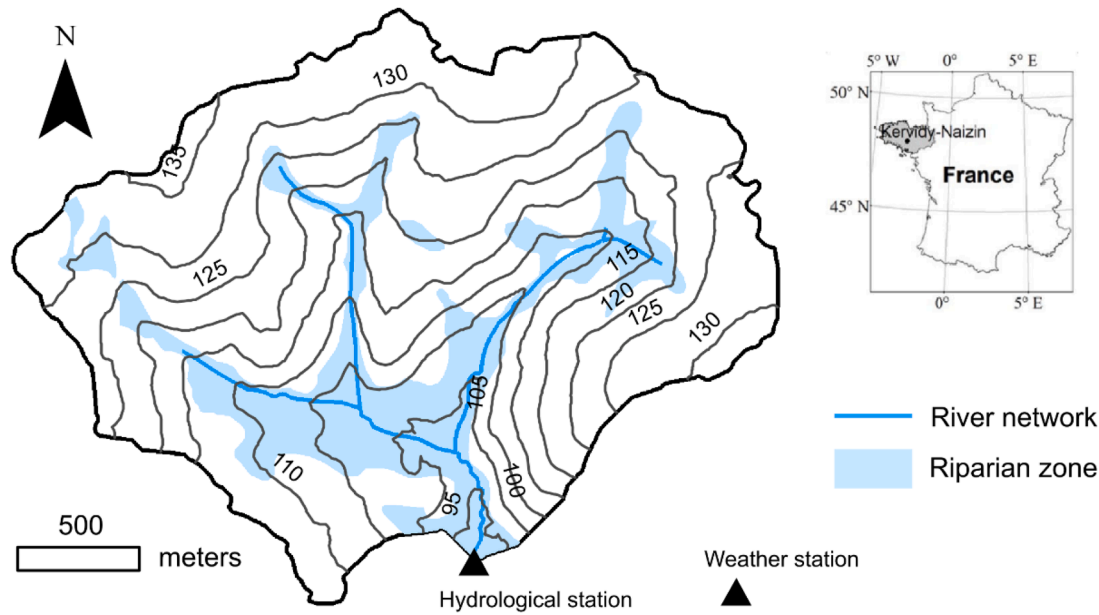 N
130
135
125
115
120
125
130
105
110
100
95
500
meters
Hydrological station
Weather station
5° W 0° 5° E
50° N
Kervidy-Naizin
France
45° N
0° 5° E
River network
Riparian zone